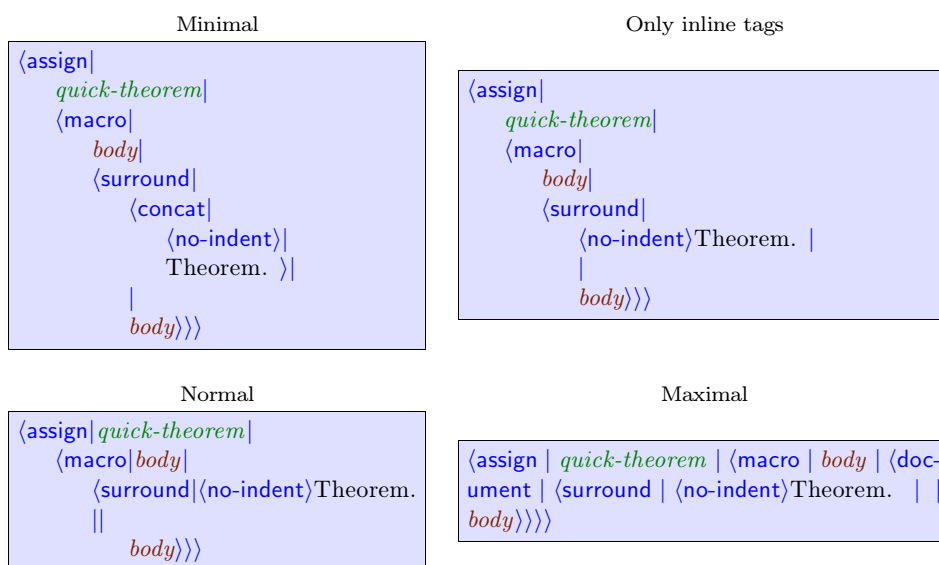 Minimal
⟨assign|
quick-theorem|
⟨macro|
body|
⟨surround|
⟨concat|
⟨no-indent⟩|
Theorem. ⟩|
|
body⟩⟩⟩
Only inline tags
⟨assign|
quick-theorem|
⟨macro|
body|
⟨surround|
⟨no-indent⟩Theorem. |
|
body⟩⟩⟩
Normal
⟨assign|quick-theorem|
⟨macro|body|
⟨surround|⟨no-indent⟩Theorem.
||
body⟩⟩⟩
Maximal
⟨assign | quick-theorem | ⟨macro | body | ⟨doc-
ument | ⟨surround | ⟨no-indent⟩Theorem. | |
body⟩⟩⟩⟩